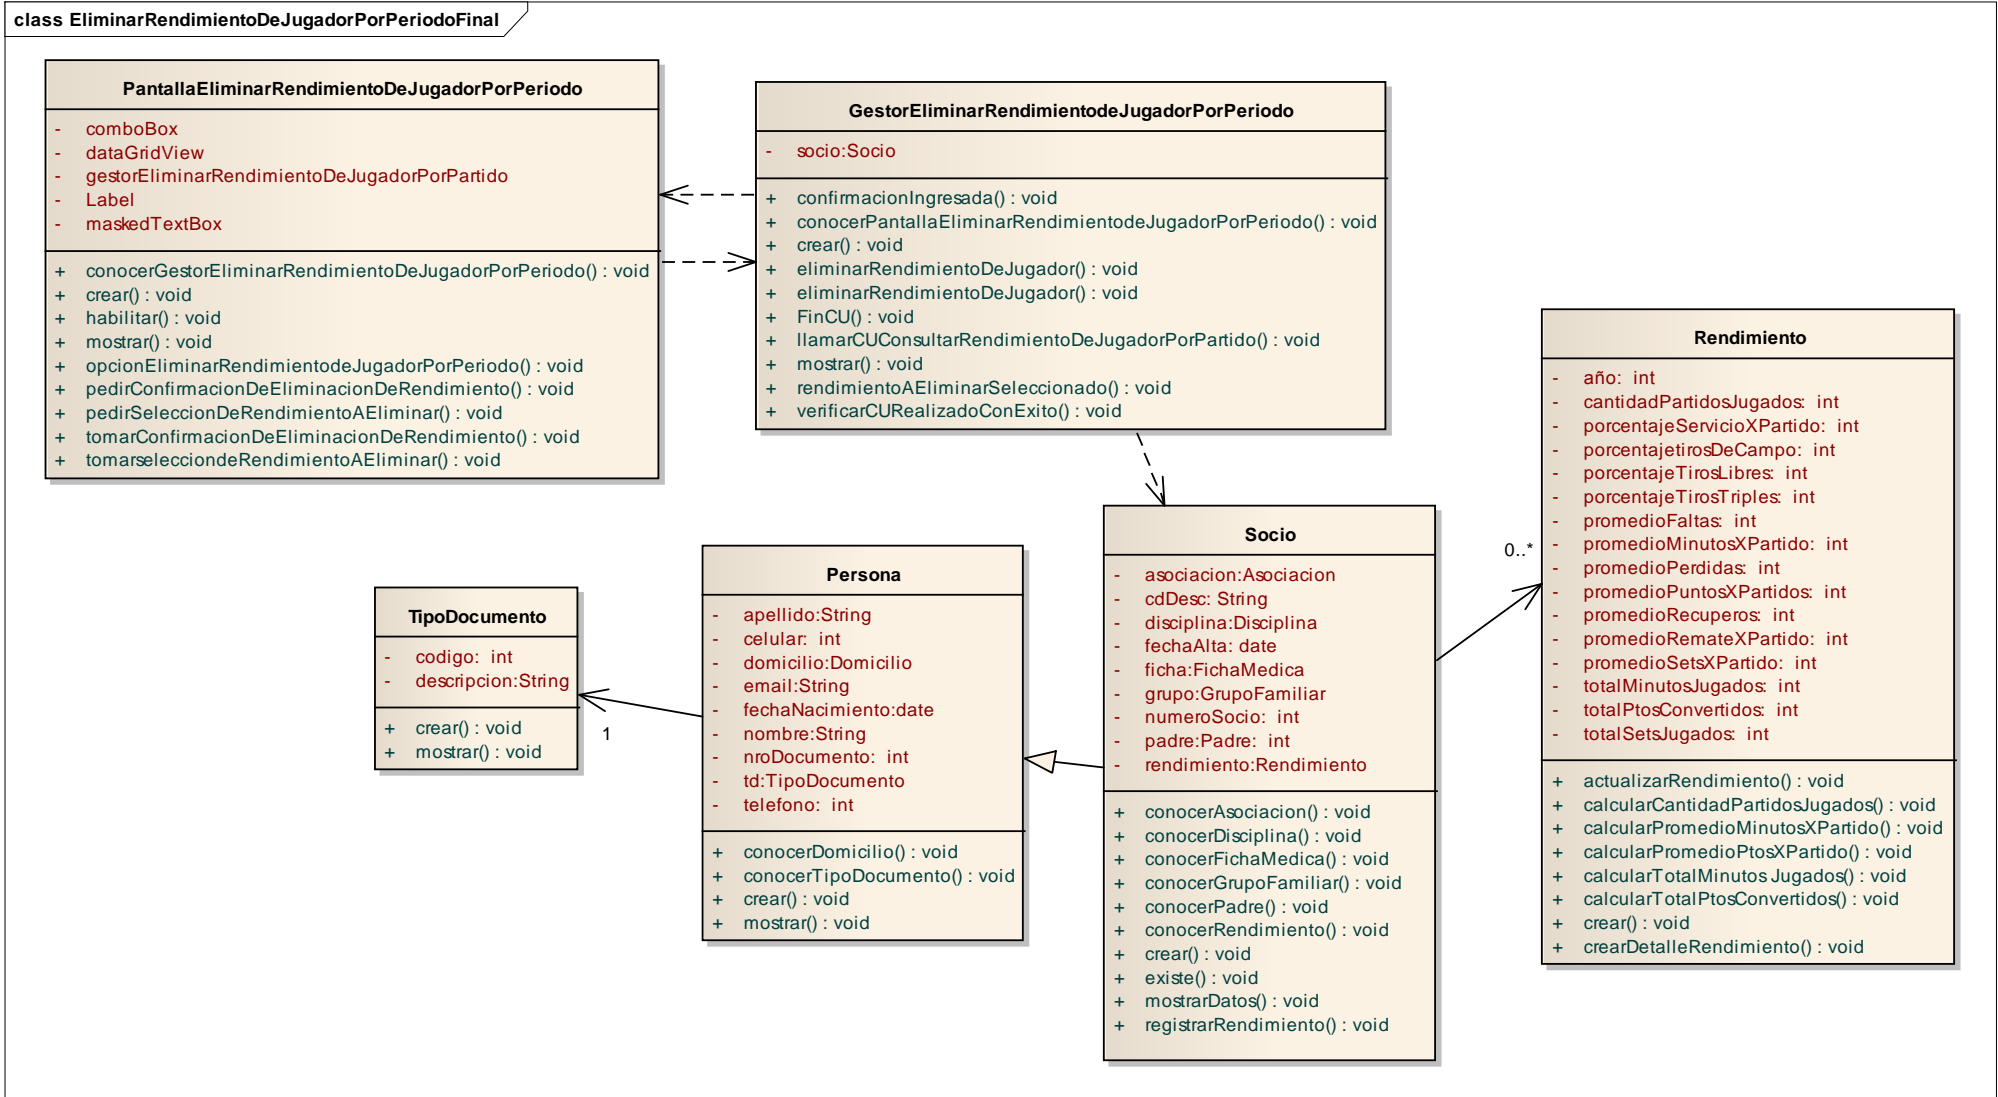 class EliminarRendimientoDeJugadorPorPeriodoFinal
PantallaEliminarRendimientoDeJugadorPorPeriodo
- comboBox
- dataGridView
- gestorEliminarRendimientoDeJugadorPorPartido
- Label
- maskedTextBox
+ conocerGestorEliminarRendimientoDeJugadorPorPeriodo() : void
+ crear() : void
+ habilitar() : void
+ mostrar() : void
+ opcionEliminarRendimientodeJugadorPorPeriodo() : void
+ pedirConfirmacionDeEliminacionDeRendimiento() : void
+ pedirSeleccionDeRendimientoAEliminar() : void
+ tomarConfirmacionDeEliminacionDeRendimiento() : void
+ tomarselecciondeRendimientoAEliminar() : void
GestorEliminarRendimientodeJugadorPorPeriodo
- socio:Socio
+ confirmacionIngresada() : void
+ conocerPantallaEliminarRendimientodeJugadorPorPeriodo() : void
+ crear() : void
+ eliminarRendimientoDeJugador() : void
+ eliminarRendimientoDeJugador() : void
+ FinCU() : void
+ llamarCUConsultarRendimientoDeJugadorPorPartido() : void
+ mostrar() : void
+ rendimientoAEliminarSeleccionado() : void
+ verificarCURealizadoConExito() : void
Rendimiento
- año: int
- cantidadPartidosJugados: int
- porcentajeServicioXPartido: int
- porcentajetirosDeCampo: int
- porcentajeTirosLibres: int
- porcentajeTirosTriples: int
- promedioFaltas: int
- promedioMinutosXPartido: int
- promedioPerdidas: int
- promedioPuntosXPartidos: int
- promedioRecuperos: int
- promedioRemateXPartido: int
- promedioSetsXPartido: int
- totalMinutosJugados: int
- totalPtosConvertidos: int
- totalSetsJugados: int
+ actualizarRendimiento() : void
+ calcularCantidadPartidosJugados() : void
+ calcularPromedioMinutosXPartido() : void
+ calcularPromedioPtosXPartido() : void
+ calcularTotalMinutosJugados() : void
+ calcularTotalPtosConvertidos() : void
+ crear() : void
+ crearDetalleRendimiento() : void
0..*
Socio
- asociacion:Asociacion
- cdDesc: String
- disciplina:Disciplina
- fechaAlta: date
- ficha:FichaMedica
- grupo:GrupoFamiliar
- numeroSocio: int
- padre:Padre: int
- rendimiento:Rendimiento
+ conocerAsociacion() : void
+ conocerDisciplina() : void
+ conocerFichaMedica() : void
+ conocerGrupoFamiliar() : void
+ conocerPadre() : void
+ conocerRendimiento() : void
+ crear() : void
+ existe() : void
+ mostrarDatos() : void
+ registrarRendimiento() : void
Persona
- apellido:String
- celular: int
- domicilio:Domicilio
- email:String
- fechaNacimiento:date
- nombre:String
- nroDocumento: int
- td:TipoDocumento
- telefono: int
+ conocerDomicilio() : void
+ conocerTipoDocumento() : void
+ crear() : void
+ mostrar() : void
TipoDocumento
- codigo: int
- descripcion:String
+ crear() : void
+ mostrar() : void
1